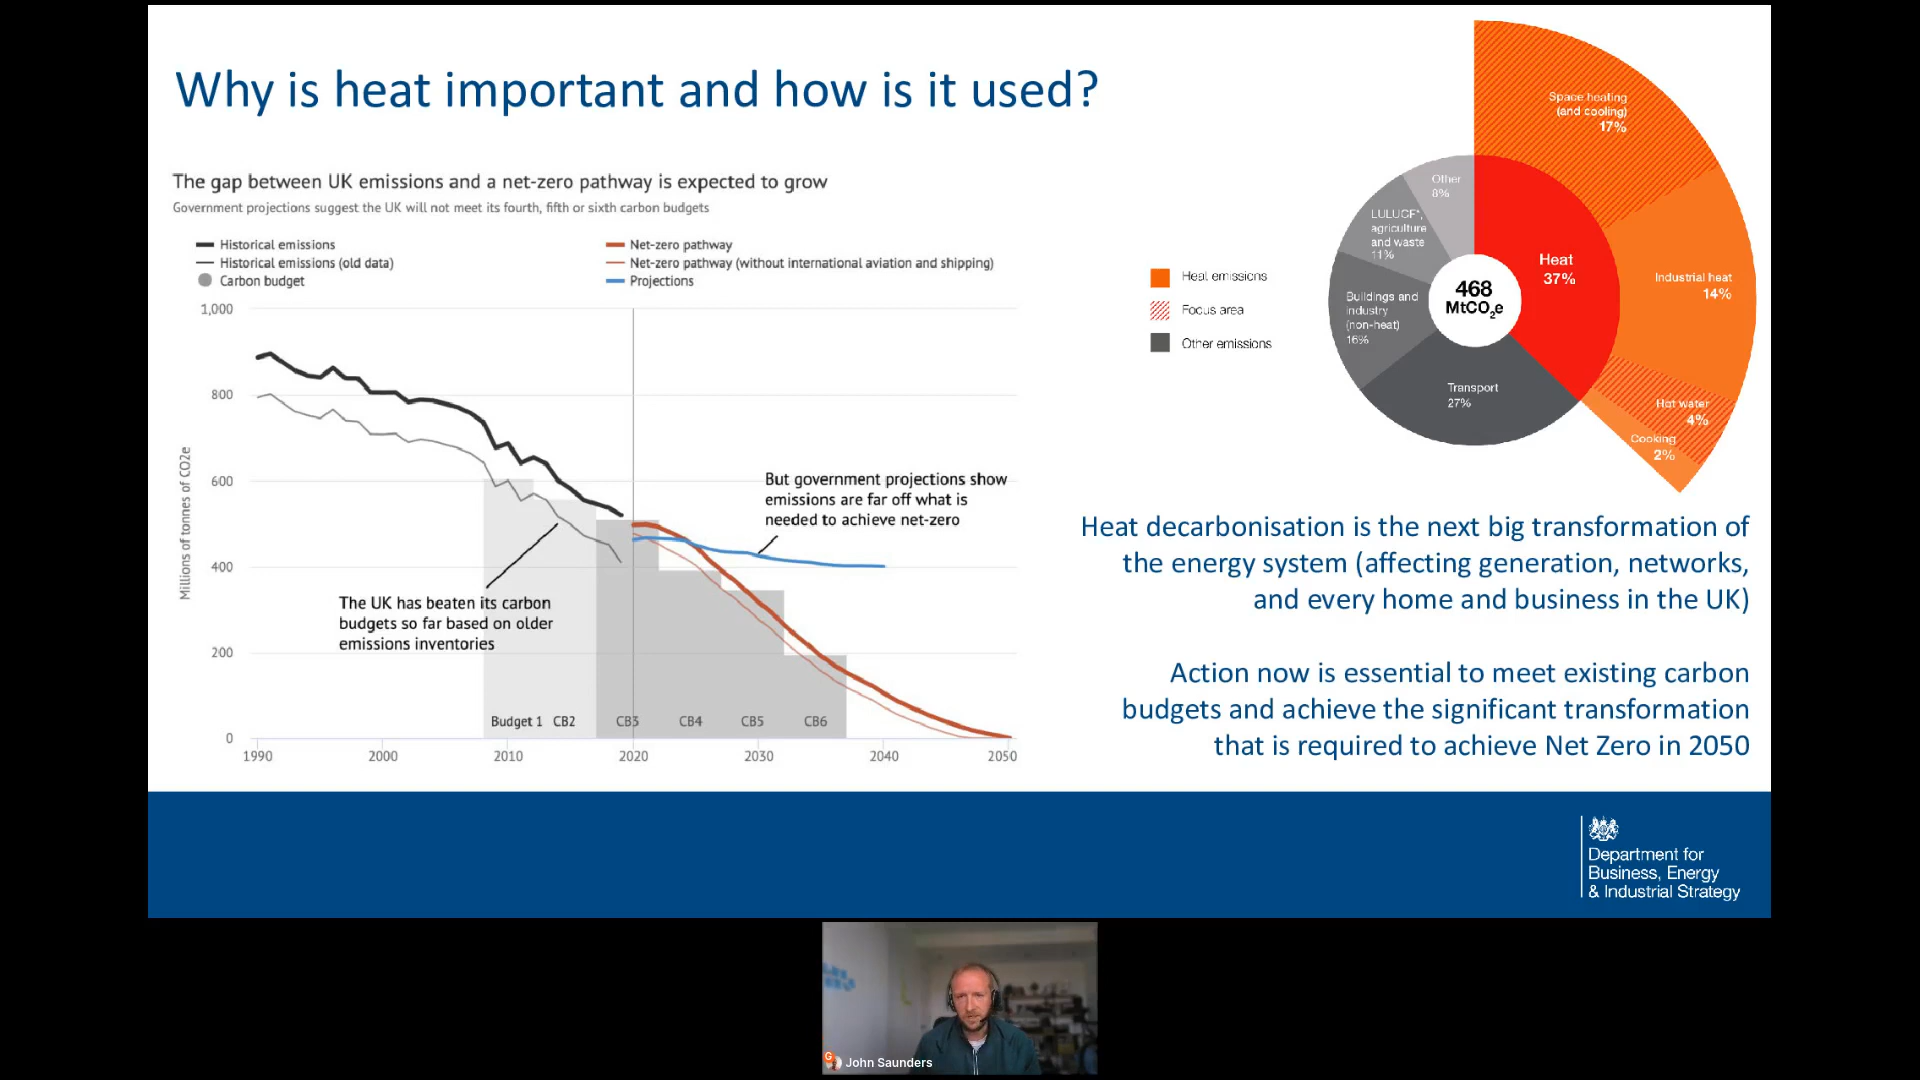 Why is heat important and how is it used?
The gap between UK emissions and a net-zero pathway is expected to grow
Government projections suggest the UK will not meet its fourth, fifth or sixth carbon budgets
Historical emissions
Historical emissions (old data)
Carbon budget
Net-zero pathway
Net-zero pathway (without international aviation and shipping)
Projections
Millions of tonnes of CO2e
1,000
800
600
400
200
0
1990
2000
2010
2020
2030
2040
2050
But government projections show
emissions are far off what is
needed to achieve net-zero
The UK has beaten its carbon
budgets so far based on older
emissions inventories
Budget 1
CB2
CB3
CB4
CB5
CB6
Heat emissions
Focus area
Other emissions
Space heating
(and cooling)
17%
Industrial heat
14%
Hot water
4%
Cooking
2%
Heat
37%
468
MtCO₂e
Other
8%
LULUCF*,
agriculture
and waste
11%
Buildings and
industry
(non-heat)
16%
Transport
27%
Heat decarbonisation is the next big transformation of
the energy system (affecting generation, networks,
and every home and business in the UK)
Action now is essential to meet existing carbon
budgets and achieve the significant transformation
that is required to achieve Net Zero in 2050
Department for
Business, Energy
& Industrial Strategy
G
John Saunders